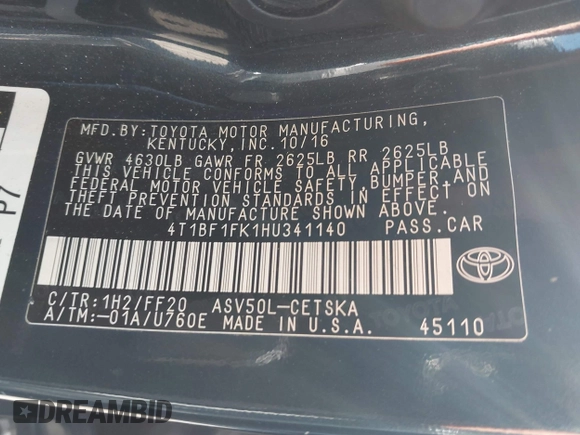 MFD.BY:TOYOTA MOTOR MANUFACTURING,
KENTUCKY,INC.10/16
GVWR 4630LB GAWR FR 2625LB RR 2625LB
THIS VEHICLE CONFORMS TO ALL APPLICABLE
FEDERAL MOTOR VEHICLE SAFETY,BUMPER,AND
THEFT PREVENTION STANDARDS IN EFFECT ON
THE DATE OF MANUFACTURE SHOWN ABOVE.
4T1BF1FK1HU341140 PASS.CAR
C/TR:1H2/FF20 ASV50L-CETSKA
A/TM:-01A/U760E MADE IN U.S.A. 45110
P7
DREAMBID